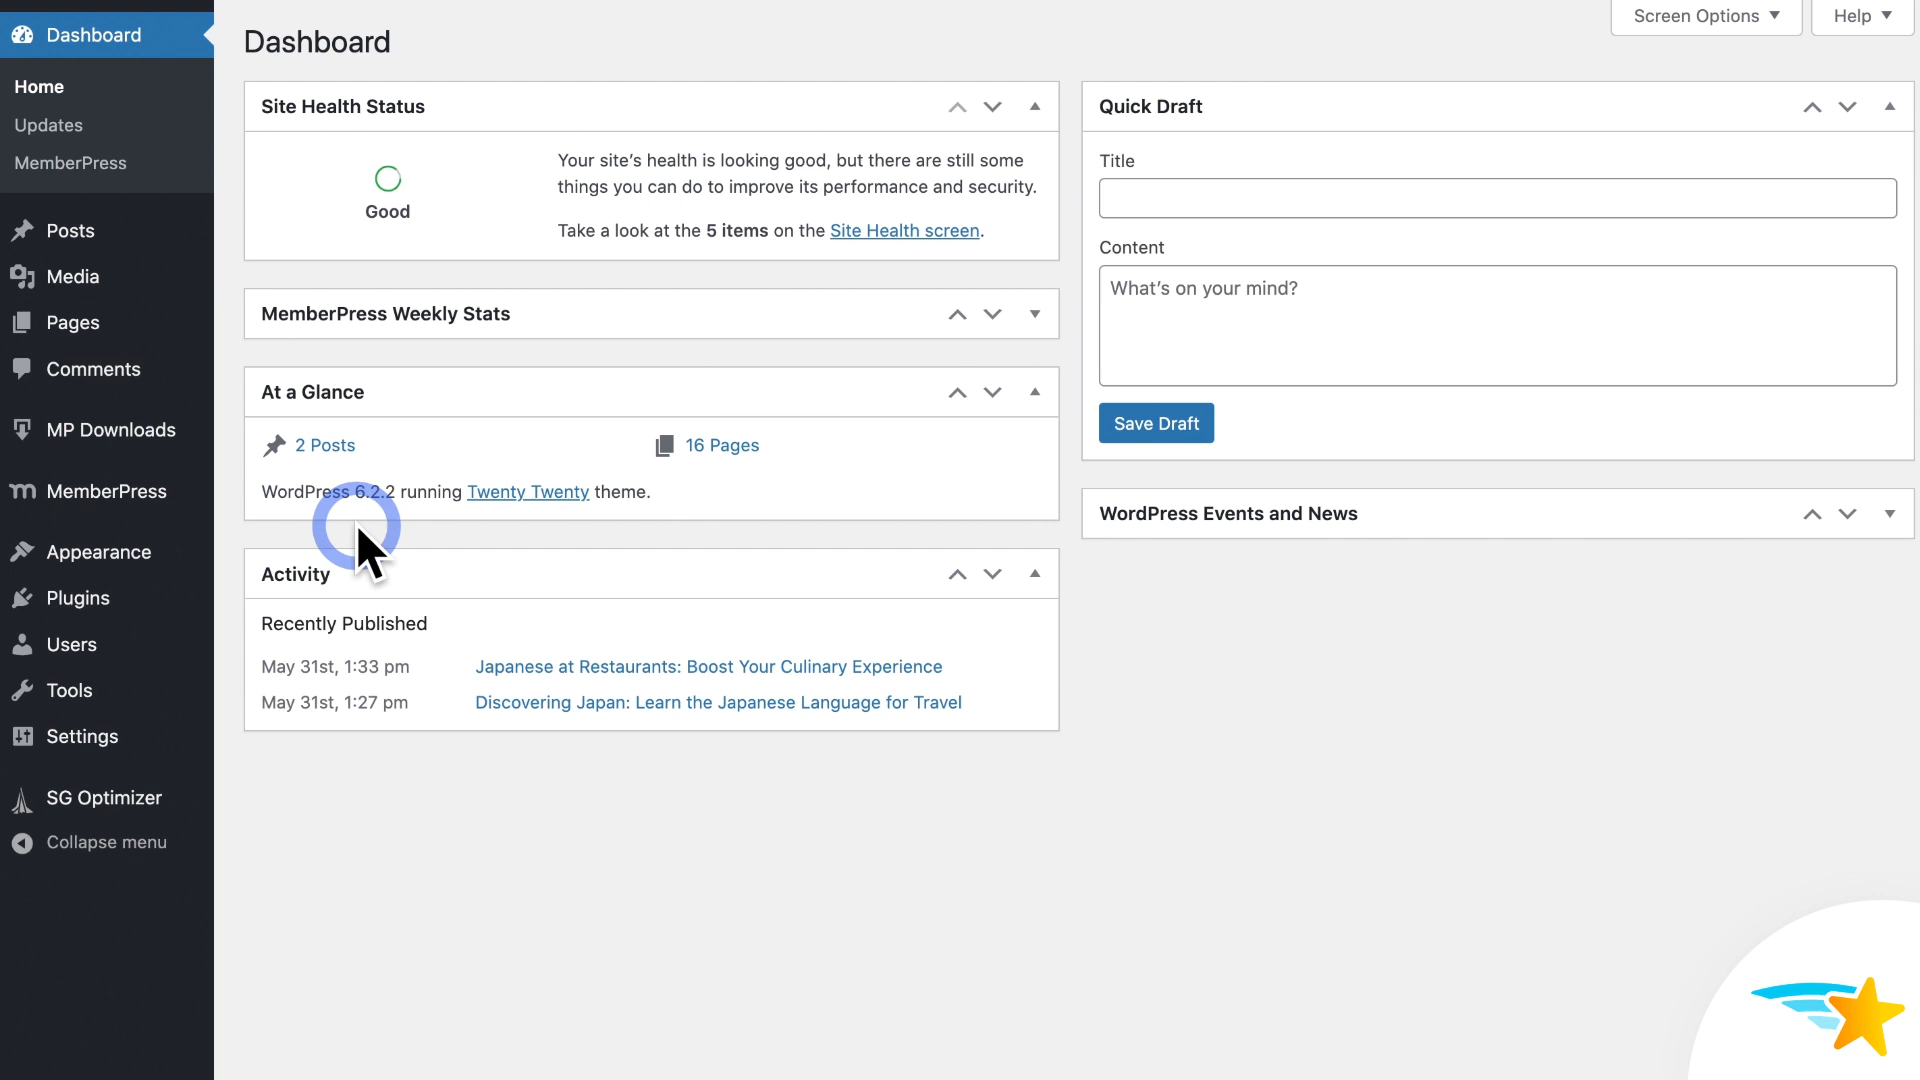 Dashboard
Home
Updates
MemberPress
Posts
Media
Pages
Comments
MP Downloads
MemberPress
Appearance
Plugins
Users
Tools
Settings
SG Optimizer
Collapse menu
Screen Options
Help
Dashboard
Site Health Status
Good
Your site’s health is looking good, but there are still some
things you can do to improve its performance and security.
Take a look at the 5 items on the Site Health screen.
MemberPress Weekly Stats
At a Glance
2 Posts
16 Pages
WordPress 6.2.2 running Twenty Twenty theme.
Activity
Recently Published
May 31st, 1:33 pm Japanese at Restaurants: Boost Your Culinary Experience
May 31st, 1:27 pm Discovering Japan: Learn the Japanese Language for Travel
Quick Draft
Title
Content
What’s on your mind?
Save Draft
WordPress Events and News